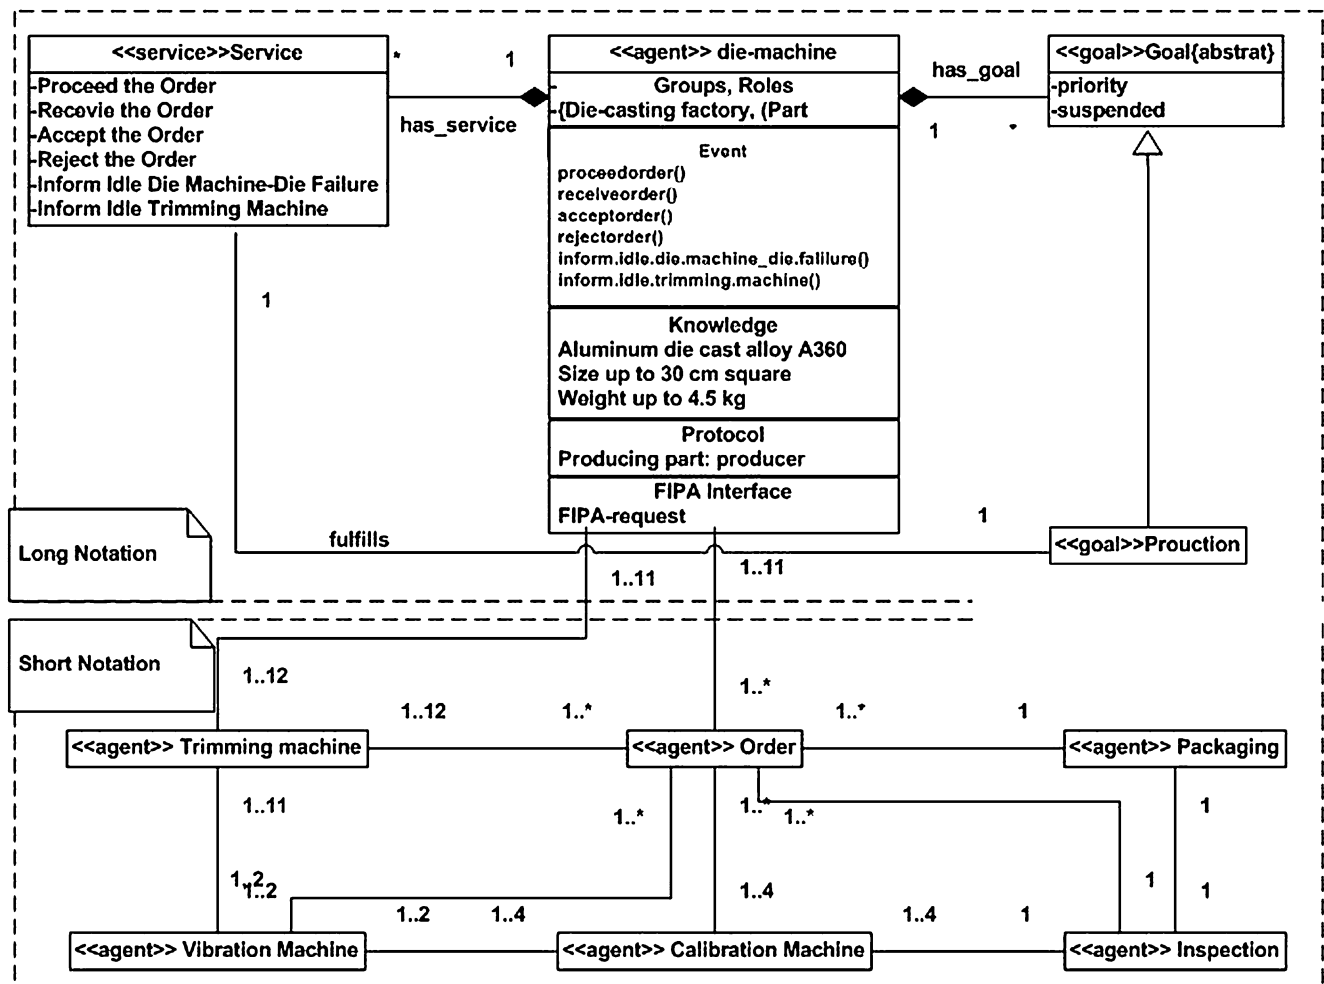 <<service>>Service
-Proceed the Order
-Recevie the Order
-Accept the Order
-Reject the Order
-Inform Idle Die Machine-Die Failure
-Inform Idle Trimming Machine
*
1
has_service
<<agent>> die-machine
-
Groups, Roles
-{Die-casting factory, (Part
Event
proceedorder()
receiveorder()
acceptorder()
rejectorder()
inform.idle.die.machine_die.falilure()
inform.idle.trimming.machine()
Knowledge
Aluminum die cast alloy A360
Size up to 30 cm square
Weight up to 4.5 kg
Protocol
Producing part: producer
FIPA Interface
FIPA-request
has_goal
1
*
<<goal>>Goal{abstrat}
-priority
-suspended
1
fulfills
1
<<goal>>Prouction
Long Notation
1..11
1..11
Short Notation
1..12
1..*
1..12
1..*
1..*
1
<<agent>> Trimming machine
<<agent>> Order
<<agent>> Packaging
1..11
1..*
1..*
1..*
1
1..2
1..2
1..4
1
1
1..2
1..4
1..4
1
<<agent>> Vibration Machine
<<agent>> Calibration Machine
<<agent>> Inspection